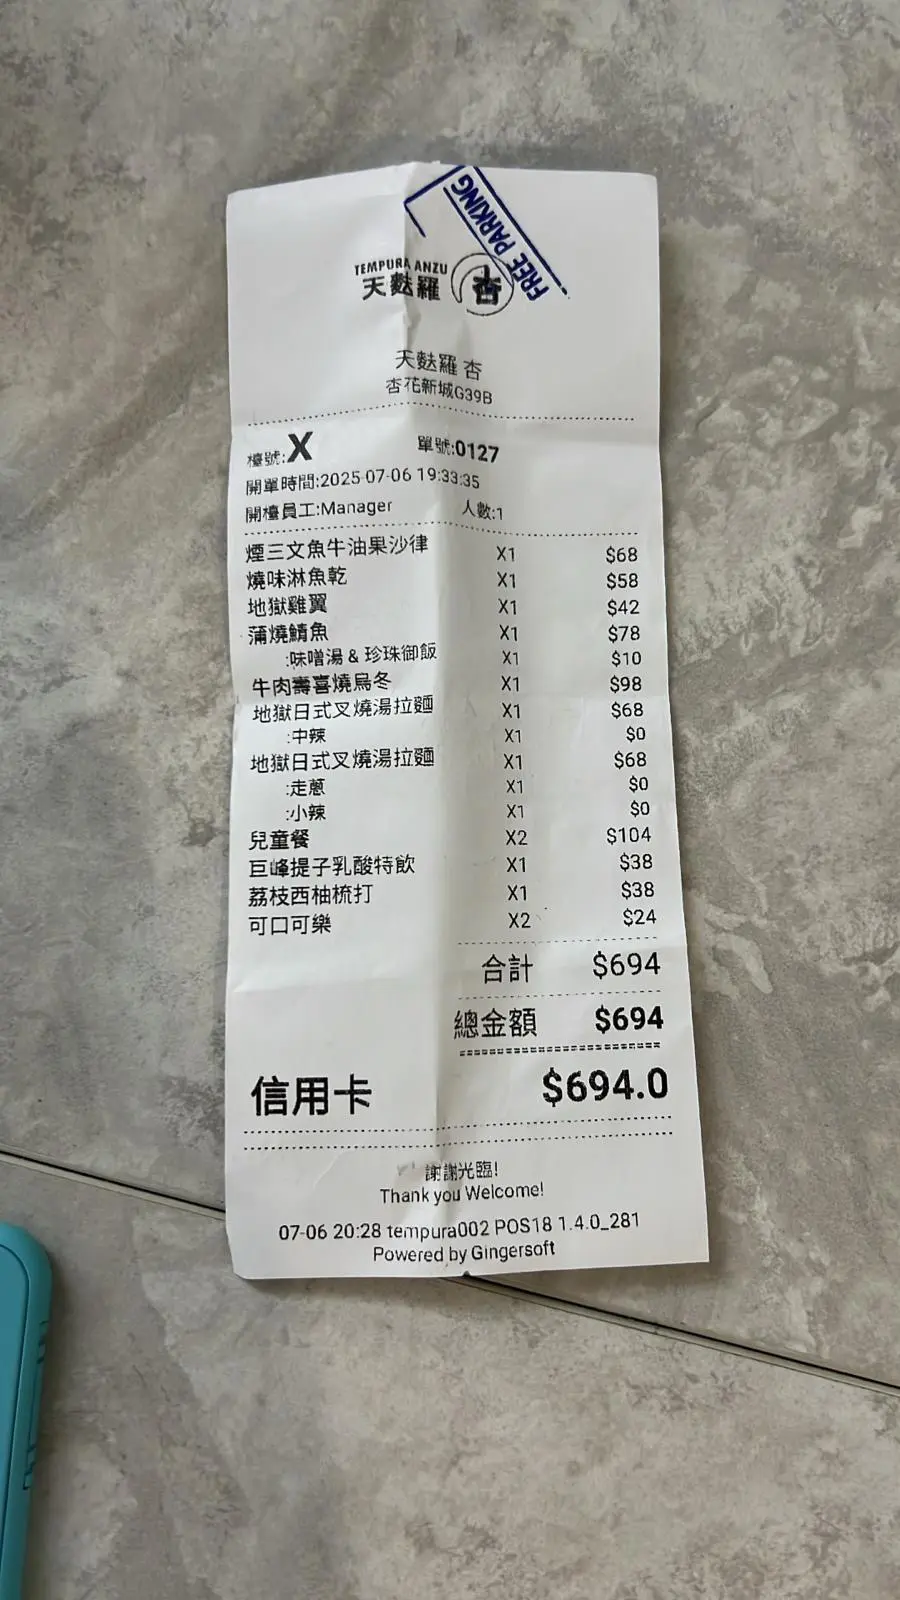 FREE PARKING
TEMPURA ANZU
天麩羅 杏
天麩羅 杏
杏花新城G39B
檯號:X 單號:0127
開單時間:2025-07-06 19:33:35
開檯員工:Manager 人數:1
煙三文魚牛油果沙律 X1 $68
燒味淋魚乾 X1 $58
地獄雞翼 X1 $42
蒲燒鯖魚 X1 $78
:味噌湯 & 珍珠御飯 X1 $10
牛肉壽喜燒烏冬 X1 $98
地獄日式叉燒湯拉麵 X1 $68
:中辣 X1 $0
地獄日式叉燒湯拉麵 X1 $68
:走蔥 X1 $0
:小辣 X1 $0
兒童餐 X2 $104
巨峰提子乳酸特飲 X1 $38
荔枝西柚梳打 X1 $38
可口可樂 X2 $24
合計 $694
總金額 $694
信用卡 $694.0
謝謝光臨!
Thank you Welcome!
07-06 20:28 tempura002 POS18 1.4.0_281
Powered by Gingersoft